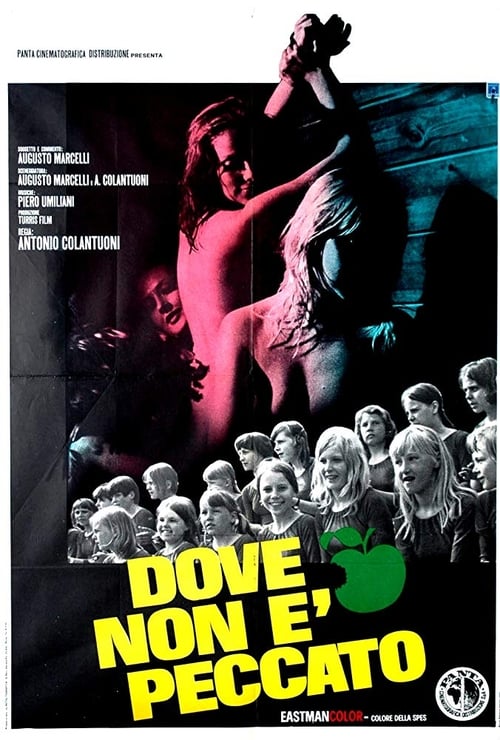 PANTA CINEMATOGRAFICA DISTRIBUZIONE PRESENTA
SOGGETTO E COMMENTO:
AUGUSTO MARCELLI
SCENEGGIATURA:
AUGUSTO MARCELLI E A. COLANTUONI
MUSICHE:
PIERO UMILIANI
PRODUZIONE
TURRIS FILM
REGIA:
ANTONIO COLANTUONI
DOVE
NON E'
PECCATO
EASTMANCOLOR - COLORE DELLA SPES
PANTA